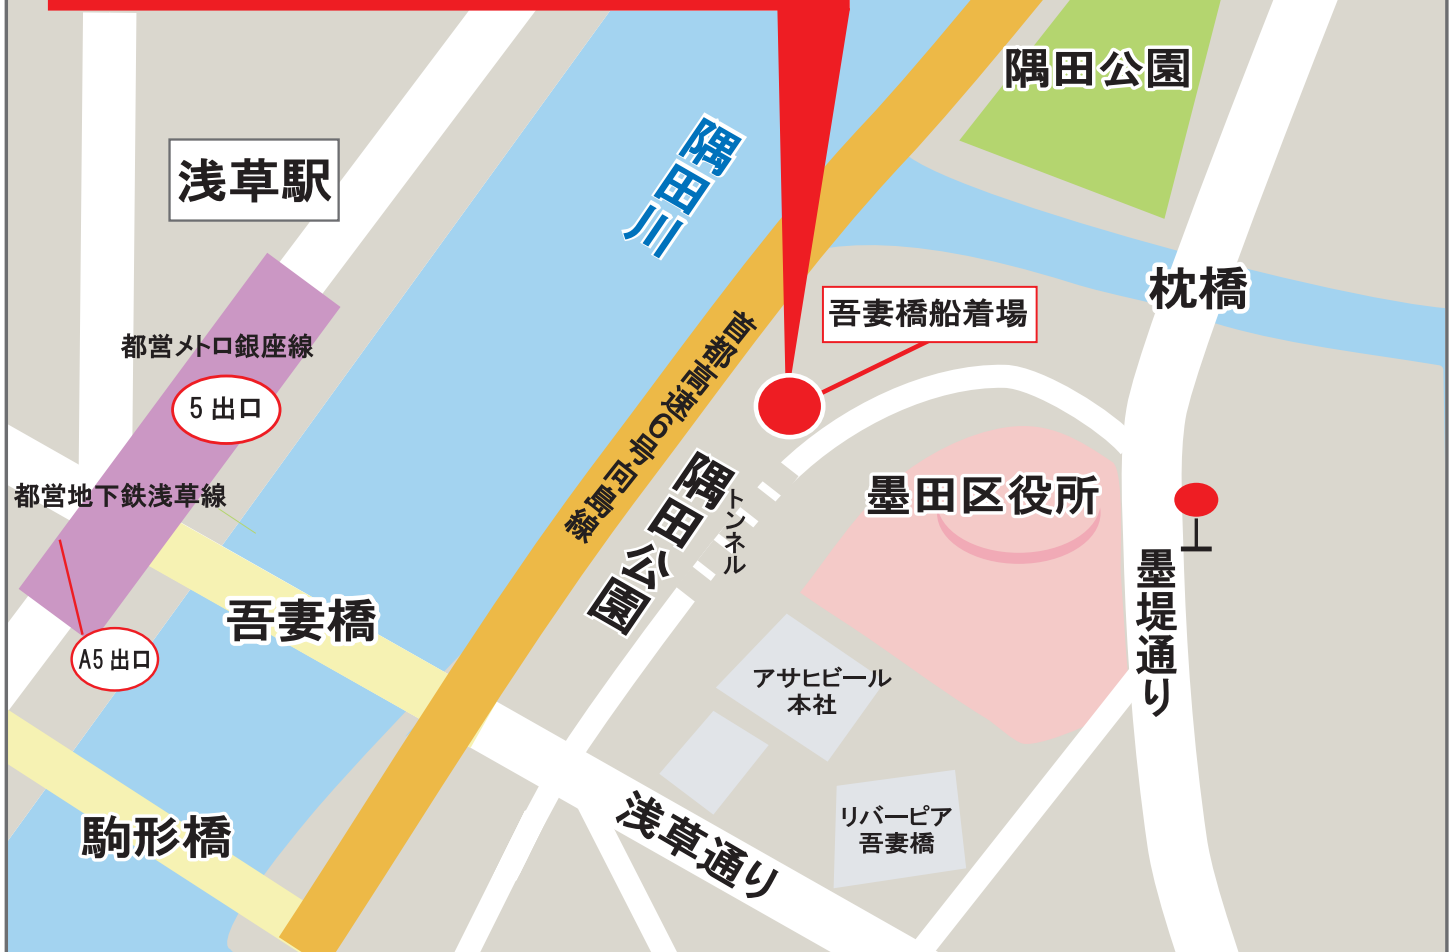 隅田公園
浅草駅
隅田川
枕橋
吾妻橋船着場
都営メトロ銀座線
5出口
首都高速6号向島線
都営地下鉄浅草線
隅田公園
トンネル
墨田区役所
墨堤通り
吾妻橋
A5出口
アサヒビール
本社
リバーピア
吾妻橋
駒形橋
浅草通り